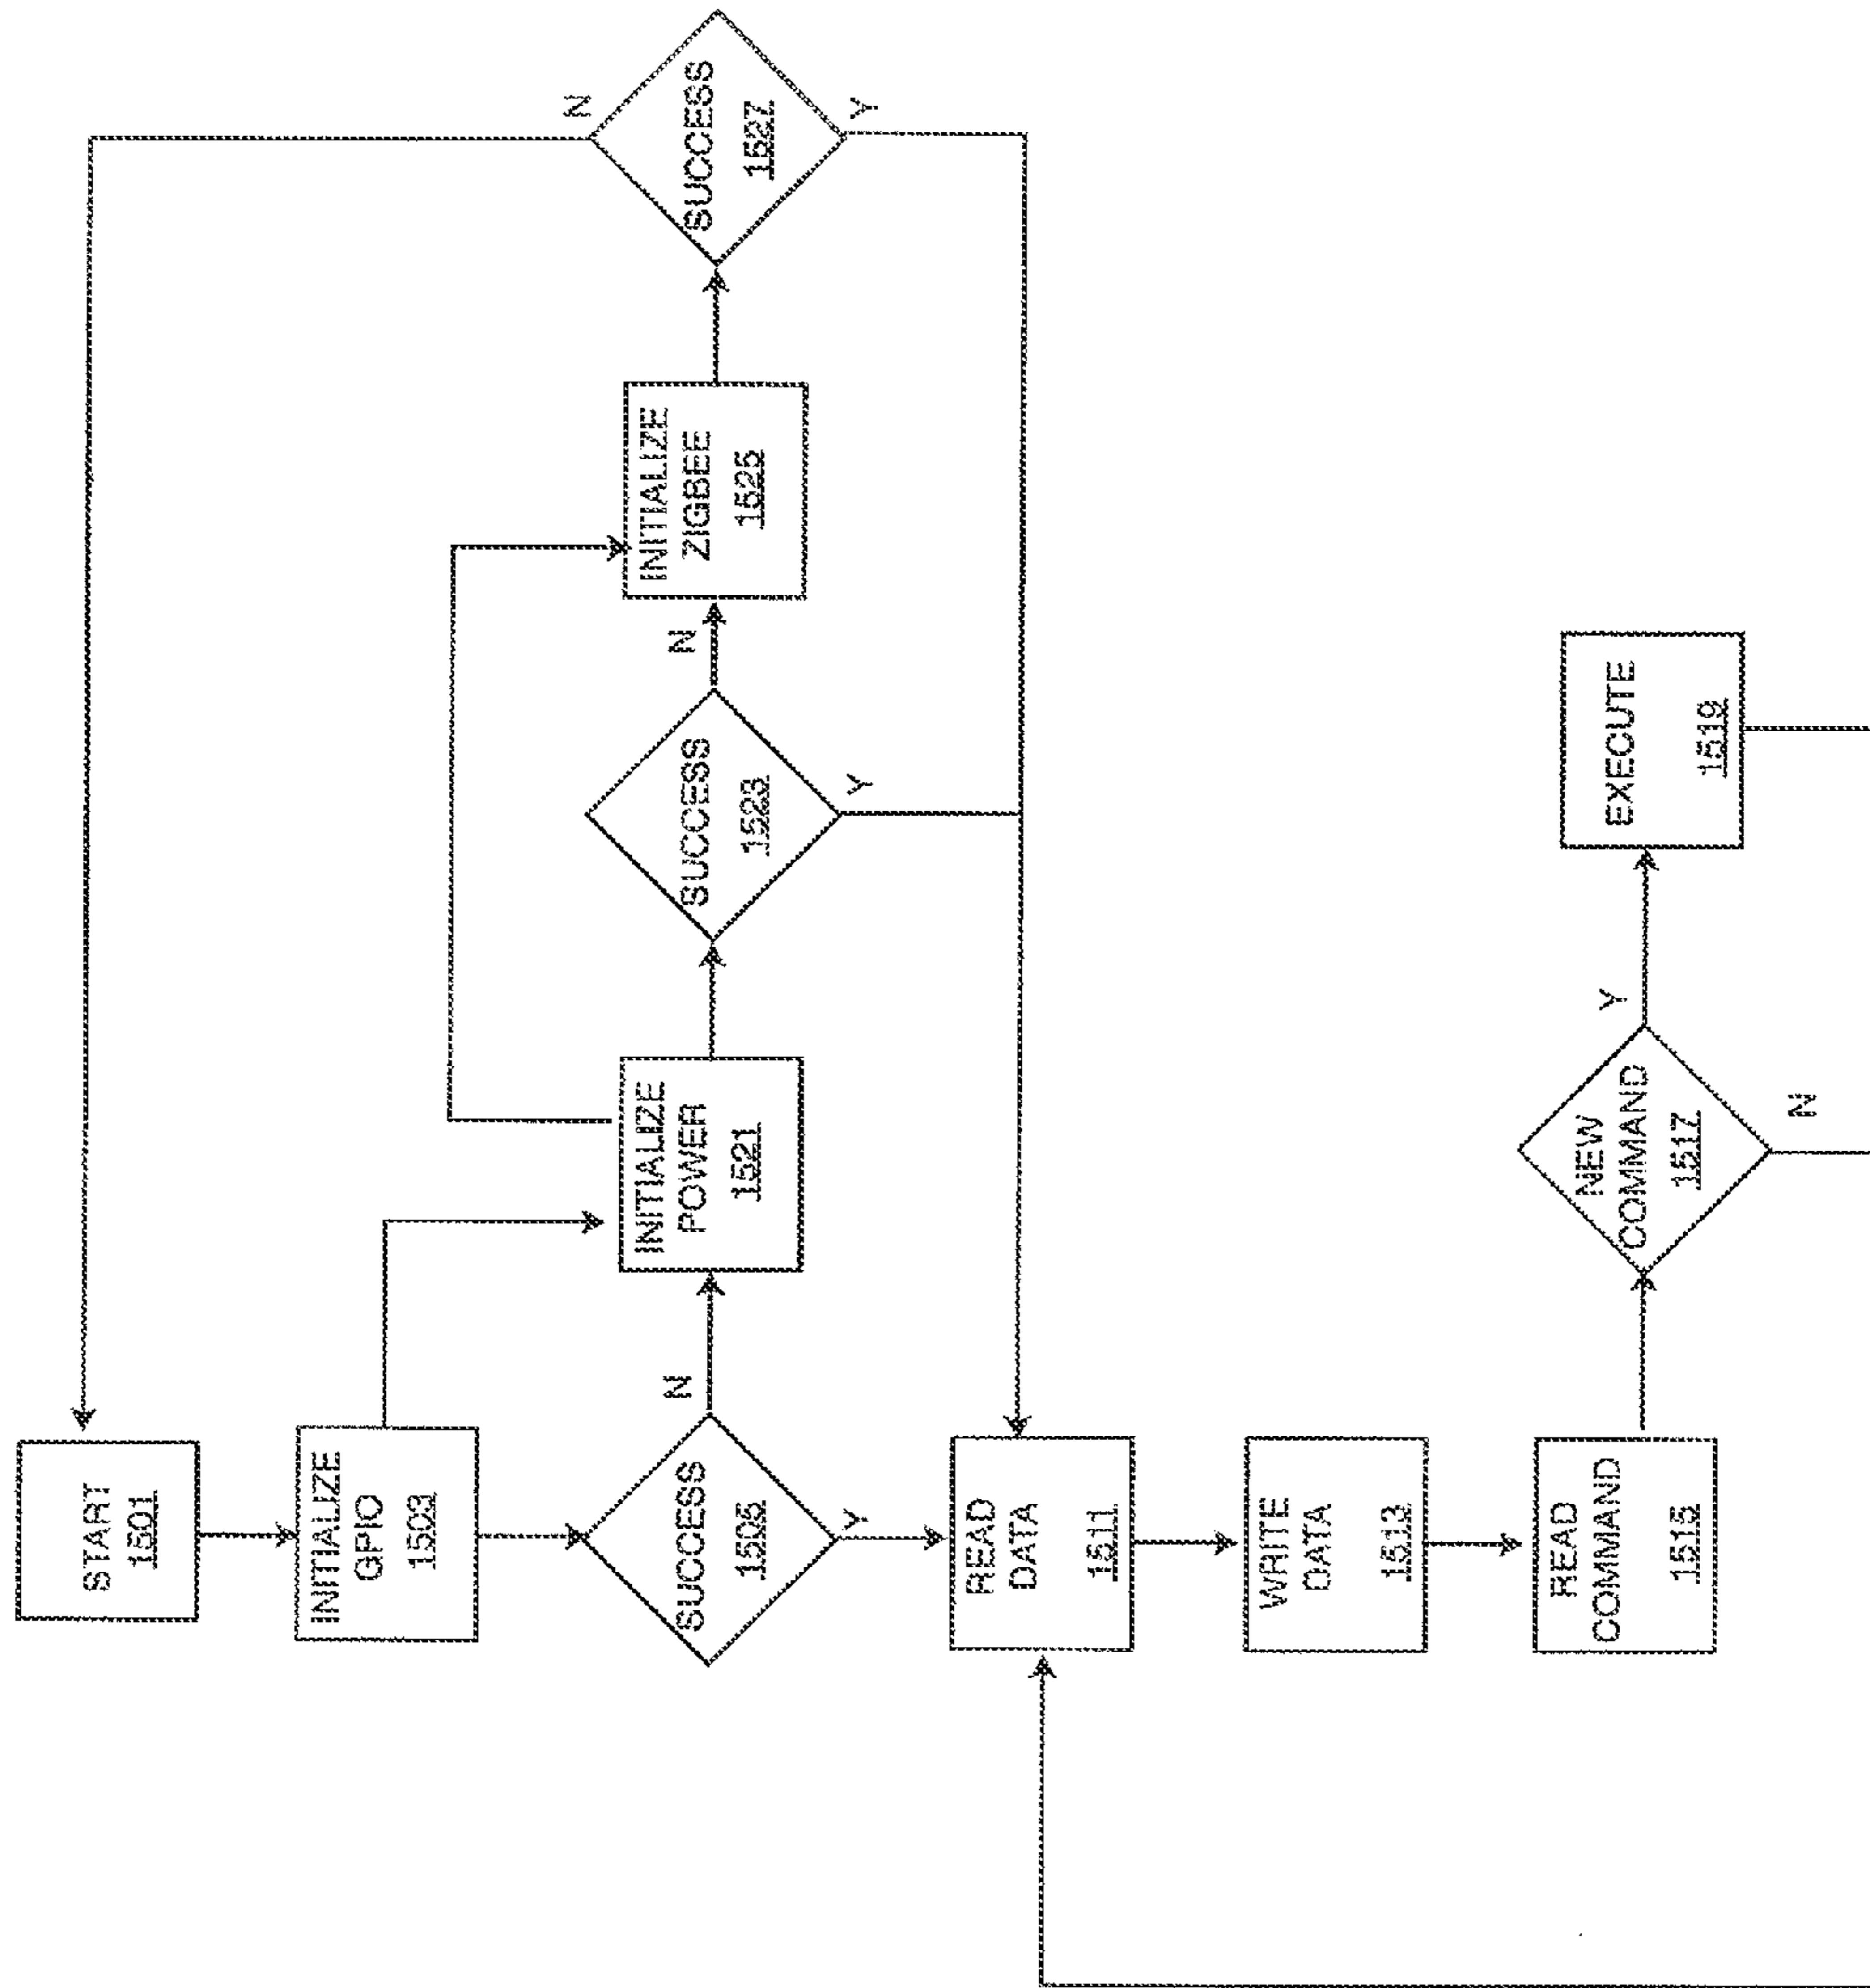 START
1501
INITIALIZE
GPIO
1503
SUCCESS
1505
N
Y
INITIALIZE
POWER
1521
SUCCESS
1523
N
Y
INITIALIZE
ZIGBEE
1525
SUCCESS
1527
N
Y
READ
DATA
1511
WRITE
DATA
1513
READ
COMMAND
1515
NEW
COMMAND
1517
Y
N
EXECUTE
1519